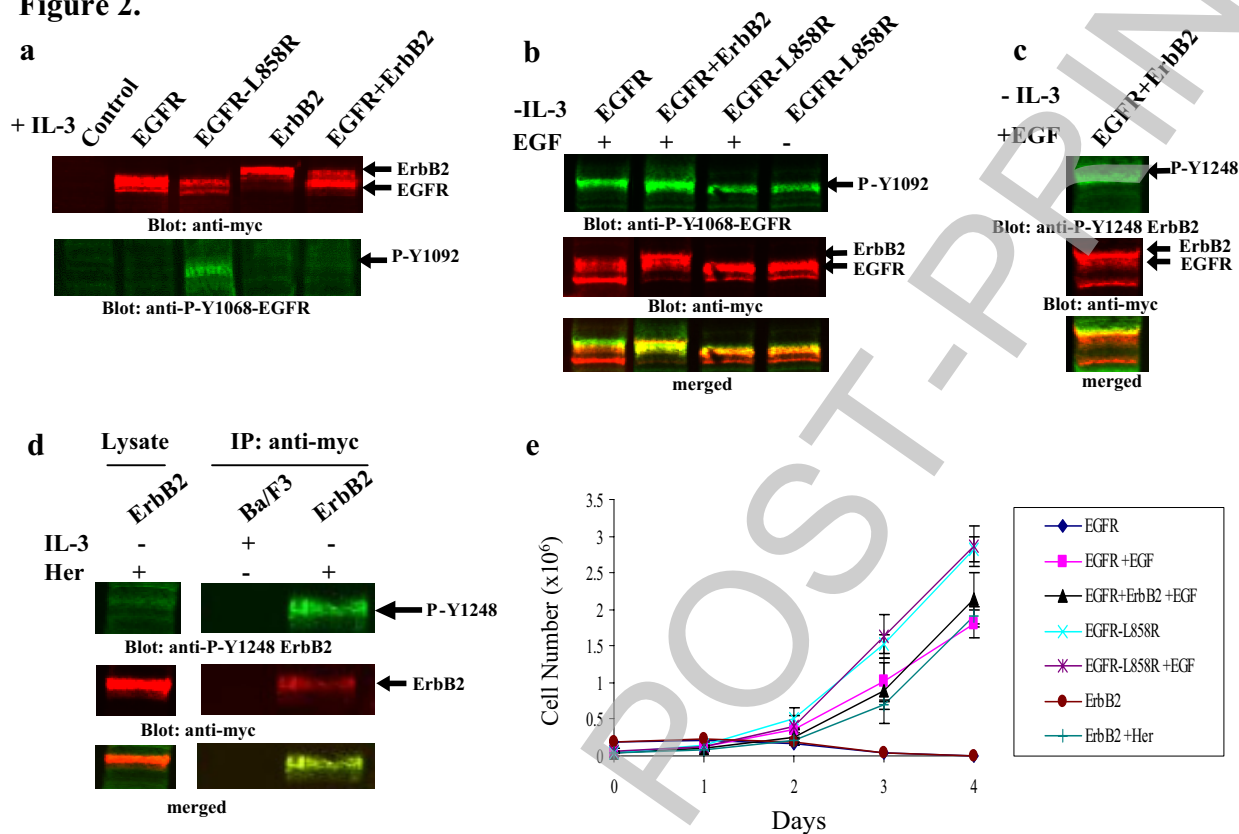 Figure 2.
a
+ IL-3
Control
EGFR
EGFR-L858R
ErbB2
EGFR+ErbB2
ErbB2
EGFR
Blot: anti-myc
P-Y1092
Blot: anti-P-Y1068-EGFR
b
-IL-3
EGFR
EGFR+ErbB2
EGFR-L858R
EGFR-L858R
EGF + + + -
P-Y1092
Blot: anti-P-Y1068-EGFR
ErbB2
EGFR
Blot: anti-myc
merged
c
- IL-3
+EGF
EGFR+ErbB2
P-Y1248
Blot: anti-P-Y1248 ErbB2
ErbB2
EGFR
Blot: anti-myc
merged
d
Lysate
IP: anti-myc
ErbB2
Ba/F3
ErbB2
IL-3 - + -
Her + - +
P-Y1248
Blot: anti-P-Y1248 ErbB2
ErbB2
Blot: anti-myc
merged
e
Cell Number (x10⁶)
3.5
3
2.5
2
1.5
1
0.5
0
0 1 2 3 4
Days
EGFR
EGFR +EGF
EGFR+ErbB2 +EGF
EGFR-L858R
EGFR-L858R +EGF
ErbB2
ErbB2 +Her
POST-PRIN